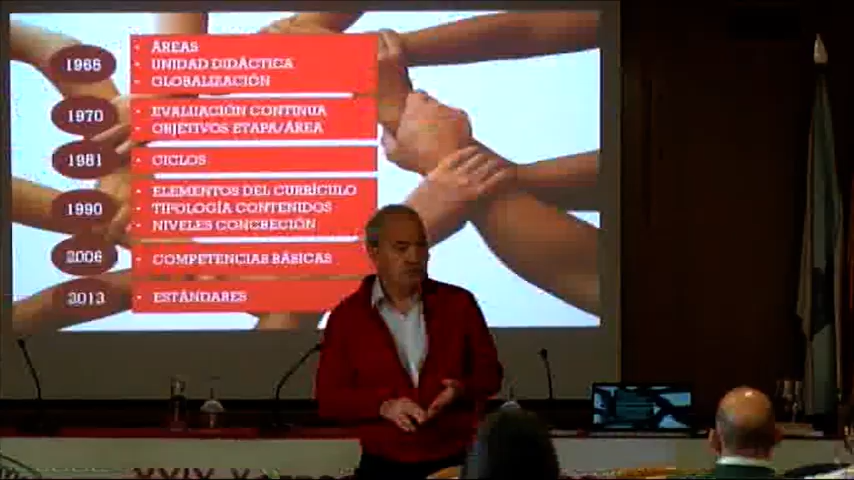 1966
• ÁREAS
• UNIDAD DIDÁCTICA
• GLOBALIZACIÓN
1970
• EVALUACIÓN CONTINUA
• OBJETIVOS ETAPA/ÁREA
1981
• CICLOS
1990
• ELEMENTOS DEL CURRÍCULO
• TIPOLOGÍA CONTENIDOS
• NIVELES CONCRECIÓN
2006
• COMPETENCIAS BÁSICAS
2013
• ESTÁNDARES